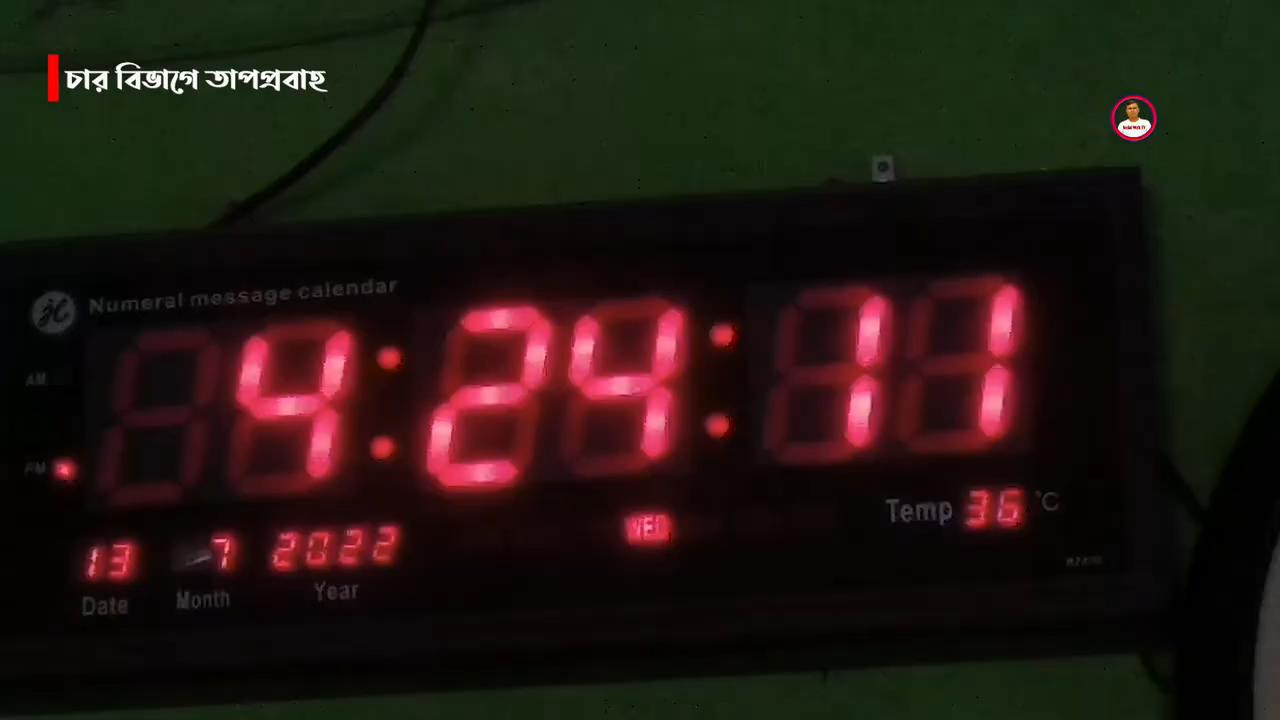 চার বিভাগে তাপপ্রবাহ
Numeral message calendar
AM
4:24:11
PM
WED
Temp 36 °C
13 7 2022
Date Month Year